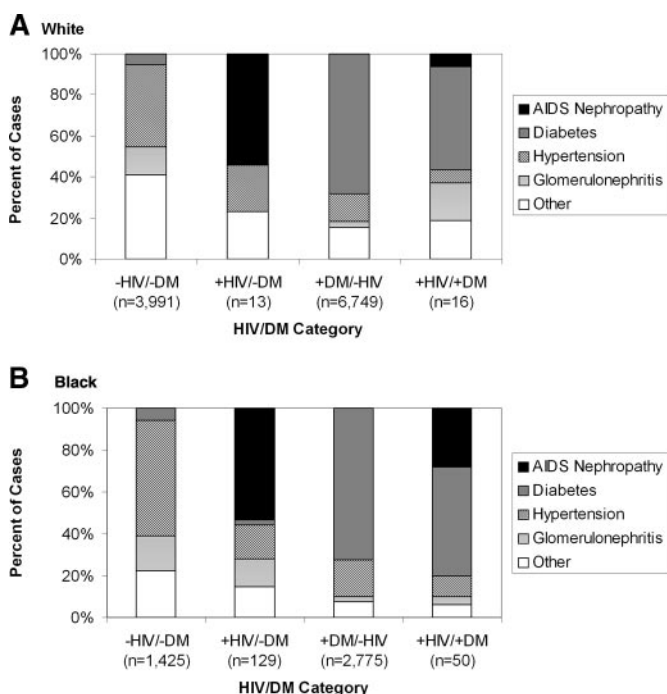 A White
100%
80%
60%
40%
20%
0%
Percent of Cases
-HIV/-DM +HIV/-DM +DM/-HIV +HIV/+DM
(n=3,991) (n=13) (n=6,749) (n=16)
HIV/DM Category
AIDS Nephropathy
Diabetes
Hypertension
Glomerulonephritis
Other
B Black
100%
80%
60%
40%
20%
0%
Percent of Cases
-HIV/-DM +HIV/-DM +DM/-HIV +HIV/+DM
(n=1,425) (n=129) (n=2,775) (n=50)
HIV/DM Category
AIDS Nephropathy
Diabetes
Hypertension
Glomerulonephritis
Other